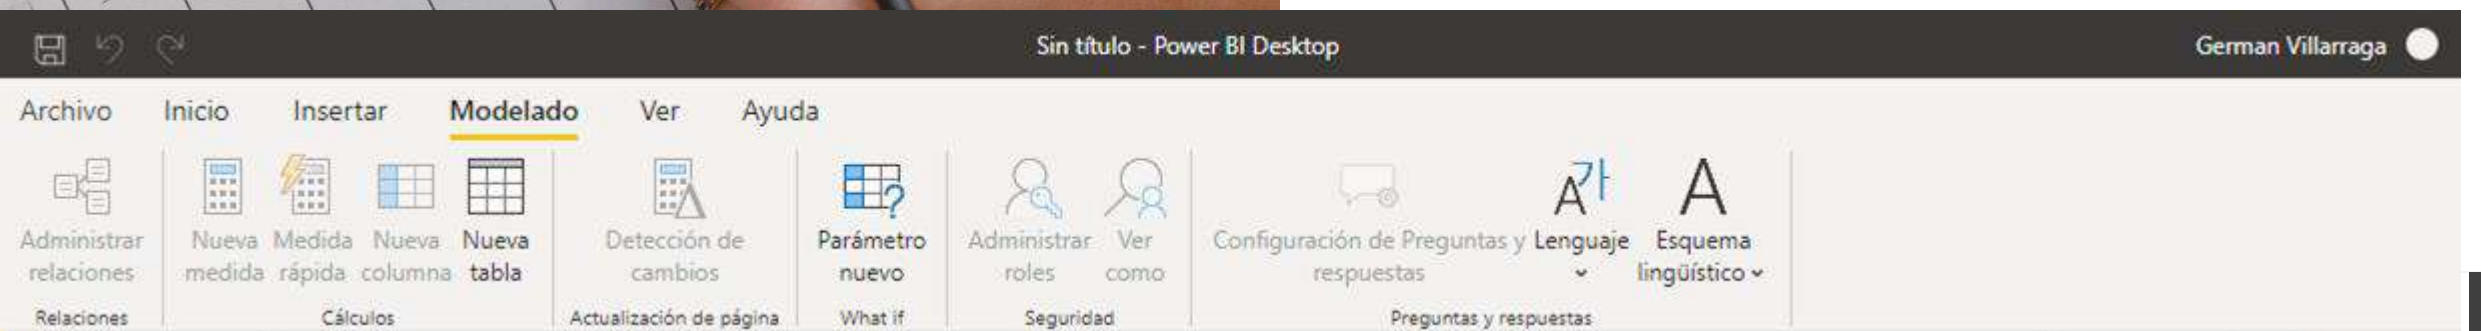 Sin título - Power BI Desktop
German Villarraga
Archivo Inicio Insertar Modelado Ver Ayuda
Administrar relaciones
Nueva medida
Medida rápida
Nueva columna
Nueva tabla
Detección de cambios
Parámetro nuevo
Administrar roles
Ver como
Configuración de Preguntas y respuestas
Lenguaje
Esquema lingüístico
Relaciones Cálculos Actualización de página What if Seguridad Preguntas y respuestas